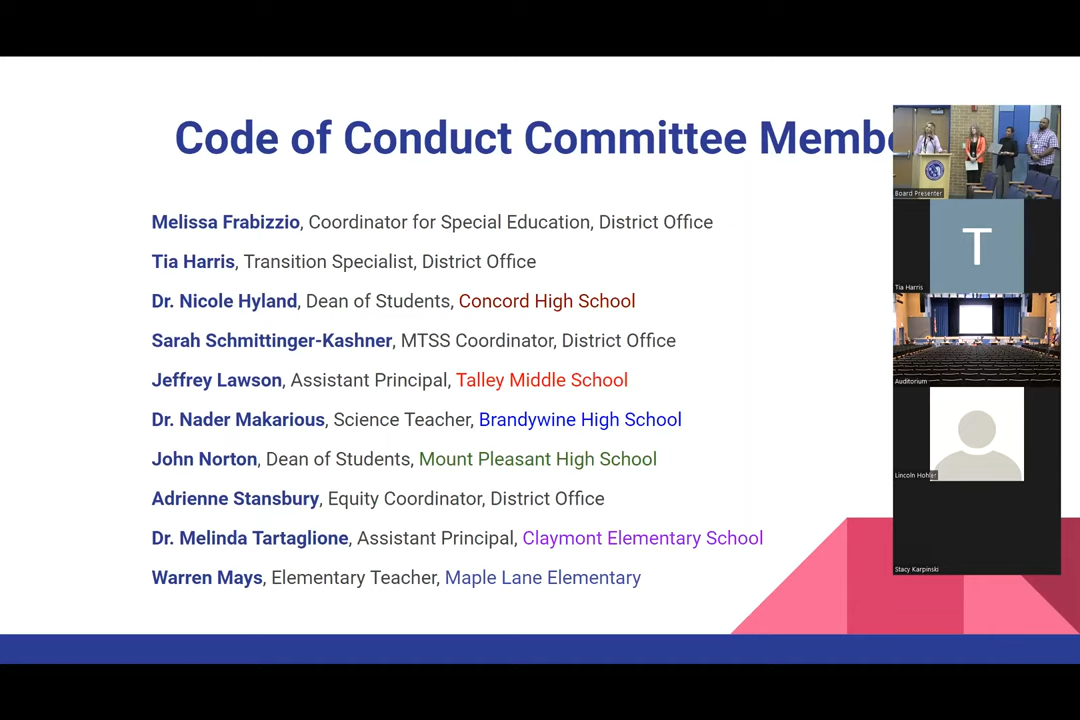 Code of Conduct Committee Membe
Melissa Frabizzio, Coordinator for Special Education, District Office
Tia Harris, Transition Specialist, District Office
Dr. Nicole Hyland, Dean of Students, Concord High School
Sarah Schmittinger-Kashner, MTSS Coordinator, District Office
Jeffrey Lawson, Assistant Principal, Talley Middle School
Dr. Nader Makarious, Science Teacher, Brandywine High School
John Norton, Dean of Students, Mount Pleasant High School
Adrienne Stansbury, Equity Coordinator, District Office
Dr. Melinda Tartaglione, Assistant Principal, Claymont Elementary School
Warren Mays, Elementary Teacher, Maple Lane Elementary
Board Presenter
T
Tia Harris
Auditorium
Lincoln Hohler
Stacy Karpinski